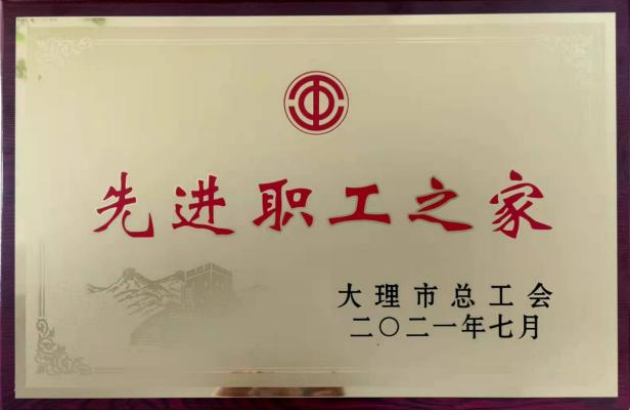 先进职工之家
大理市总工会
二〇二一年七月